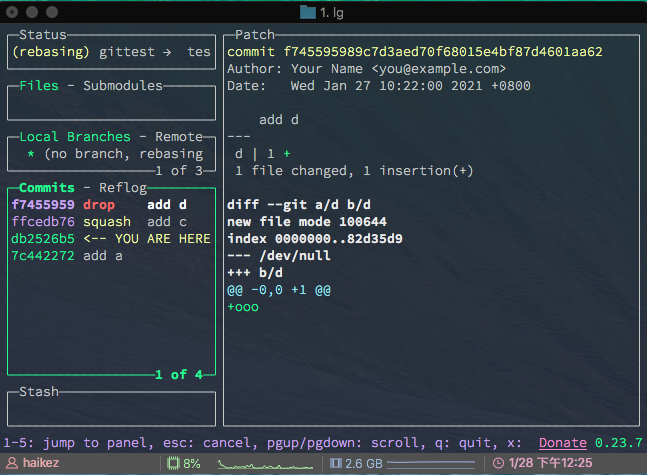 1. lg
Status
(rebasing) gittest → tes
Files - Submodules
Local Branches - Remote
* (no branch, rebasing
1 of 3
Commits - Reflog
f7455959 drop add d
ffcedb76 squash add c
db2526b5 <-- YOU ARE HERE
7c442272 add a
1 of 4
Stash
Patch
commit f745595989c7d3aed70f68015e4bf87d4601aa62
Author: Your Name <you@example.com>
Date:   Wed Jan 27 10:22:00 2021 +0800
add d
---
d | 1 +
1 file changed, 1 insertion(+)
diff --git a/d b/d
new file mode 100644
index 0000000..82d35d9
--- /dev/null
+++ b/d
@@ -0,0 +1 @@
+ooo
1-5: jump to panel, esc: cancel, pgup/pgdown: scroll, q: quit, x: Donate 0.23.7
haikez 8% 2.6 GB 1/28 下午12:25